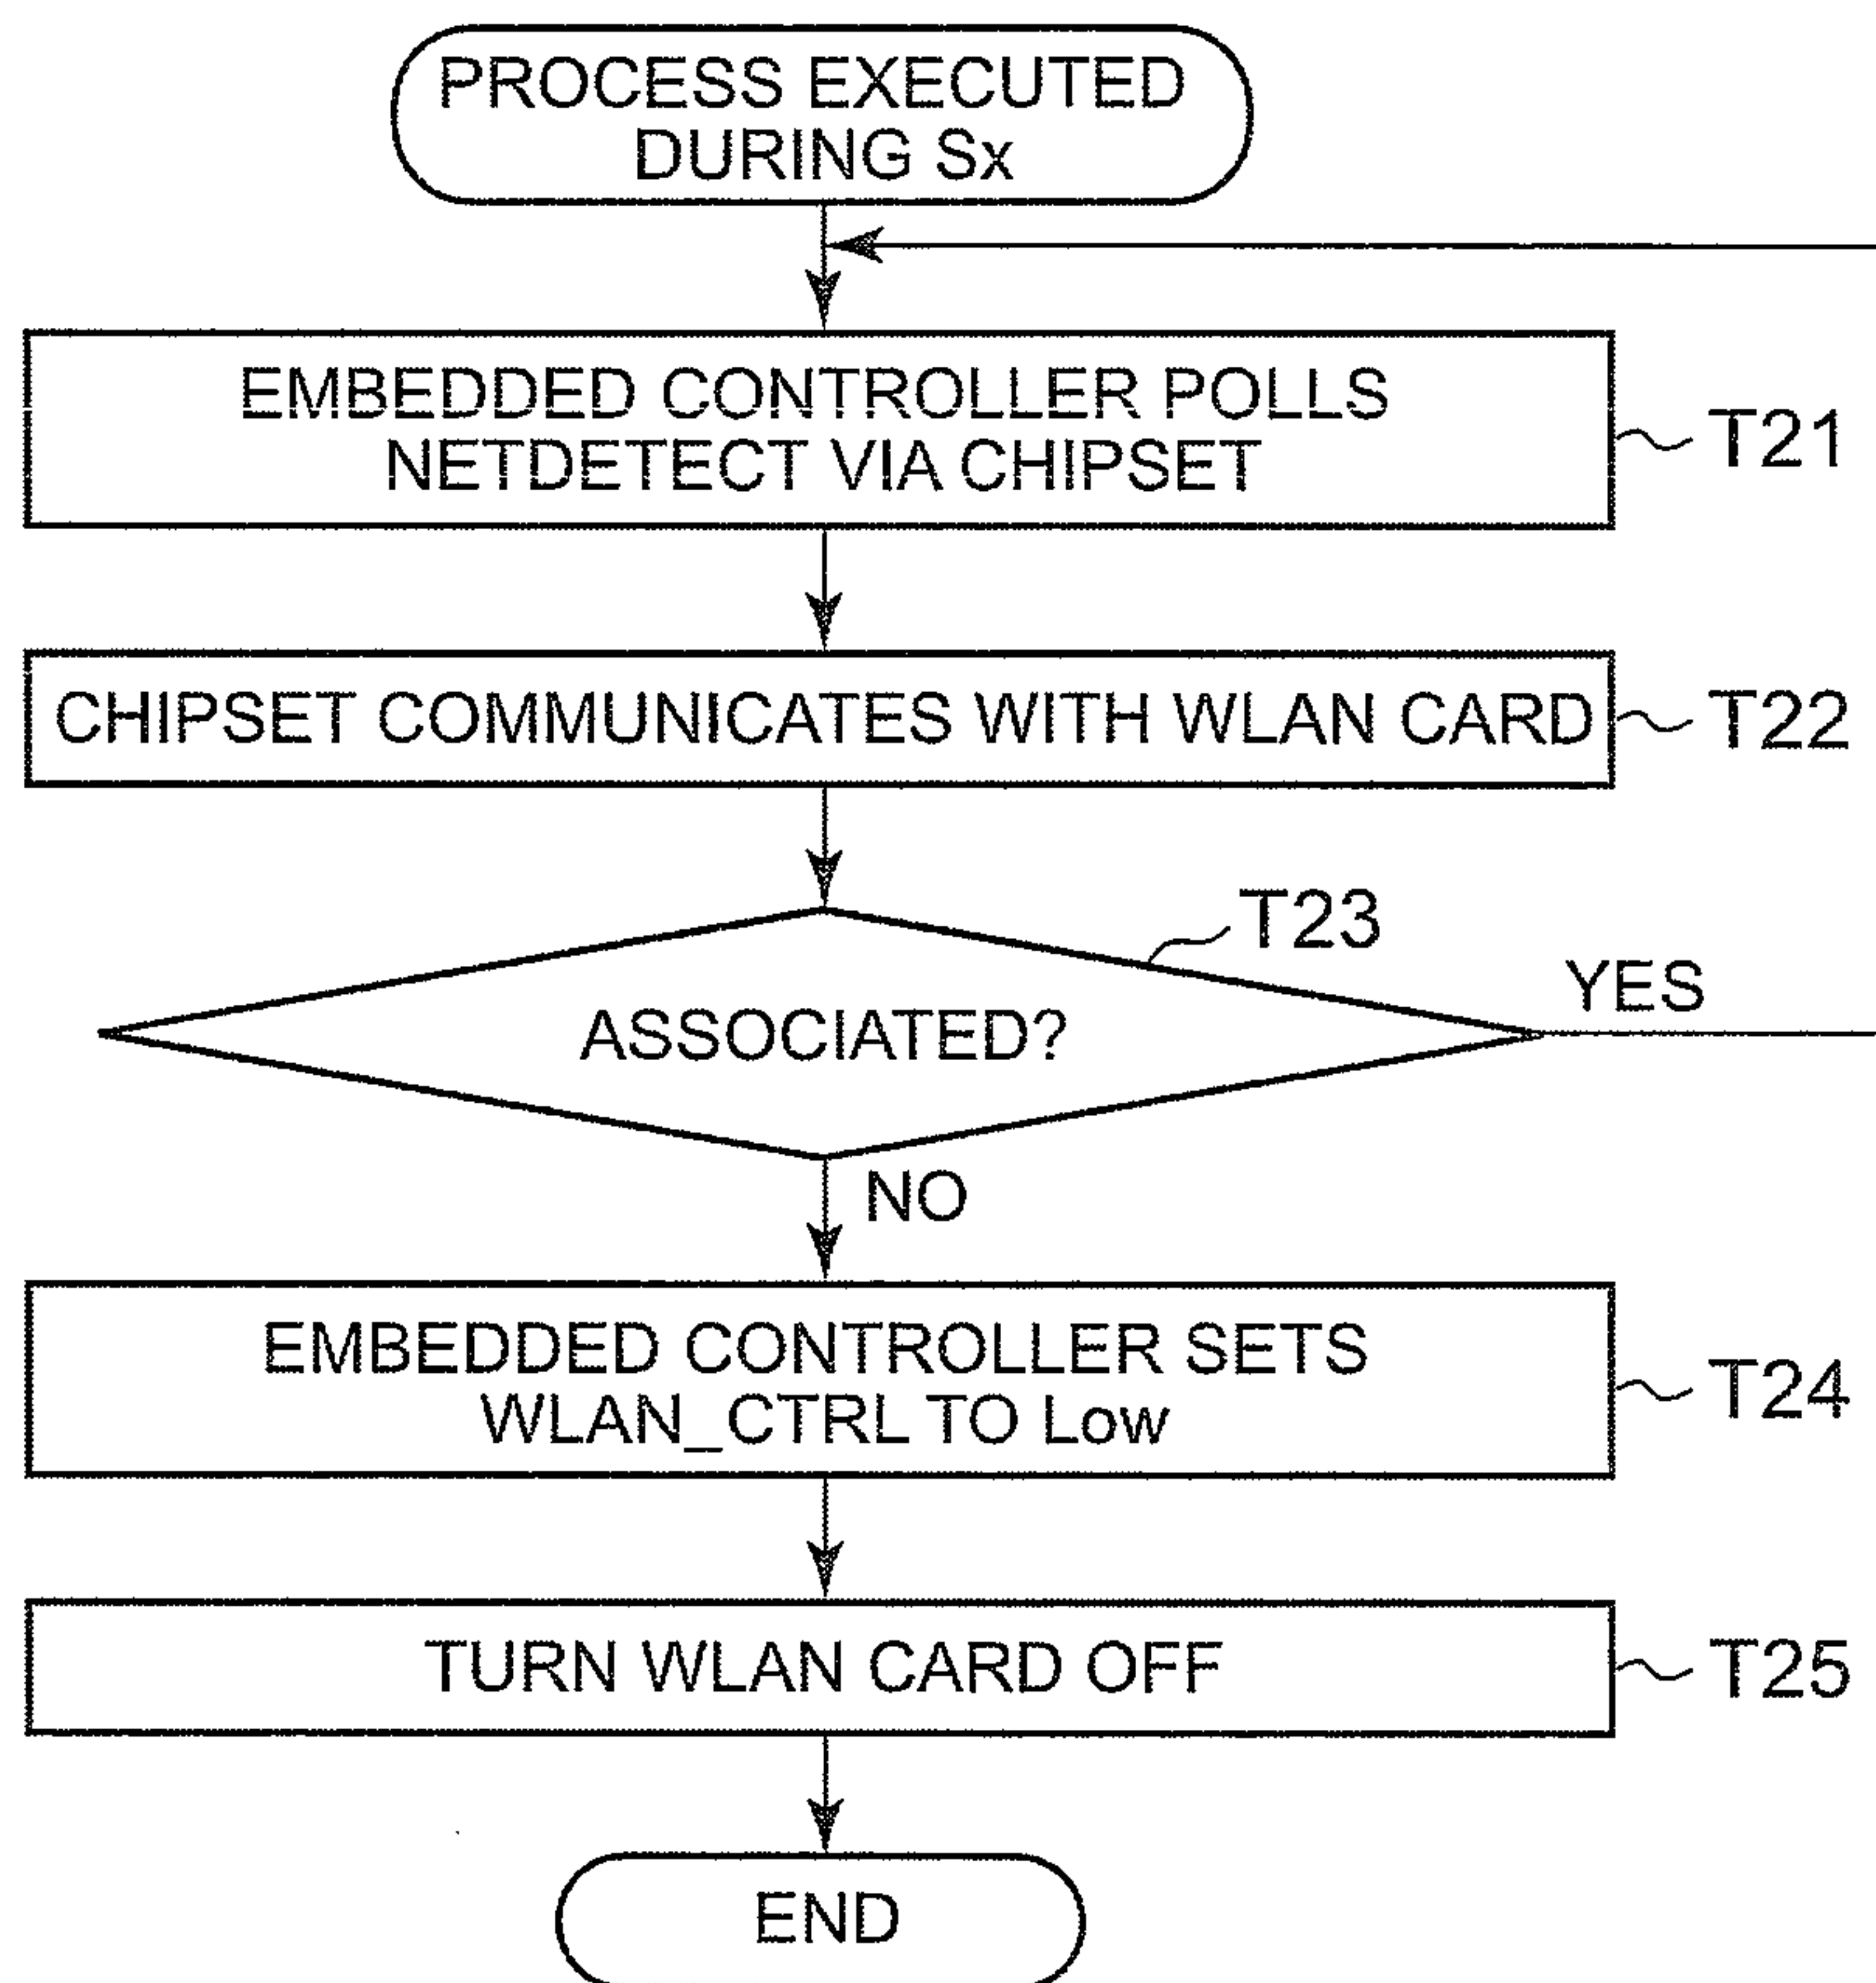 PROCESS EXECUTED
DURING Sx
EMBEDDED CONTROLLER POLLS
NETDETECT VIA CHIPSET
T21
CHIPSET COMMUNICATES WITH WLAN CARD
T22
T23
ASSOCIATED?
YES
NO
EMBEDDED CONTROLLER SETS
WLAN_CTRL TO Low
T24
TURN WLAN CARD OFF
T25
END